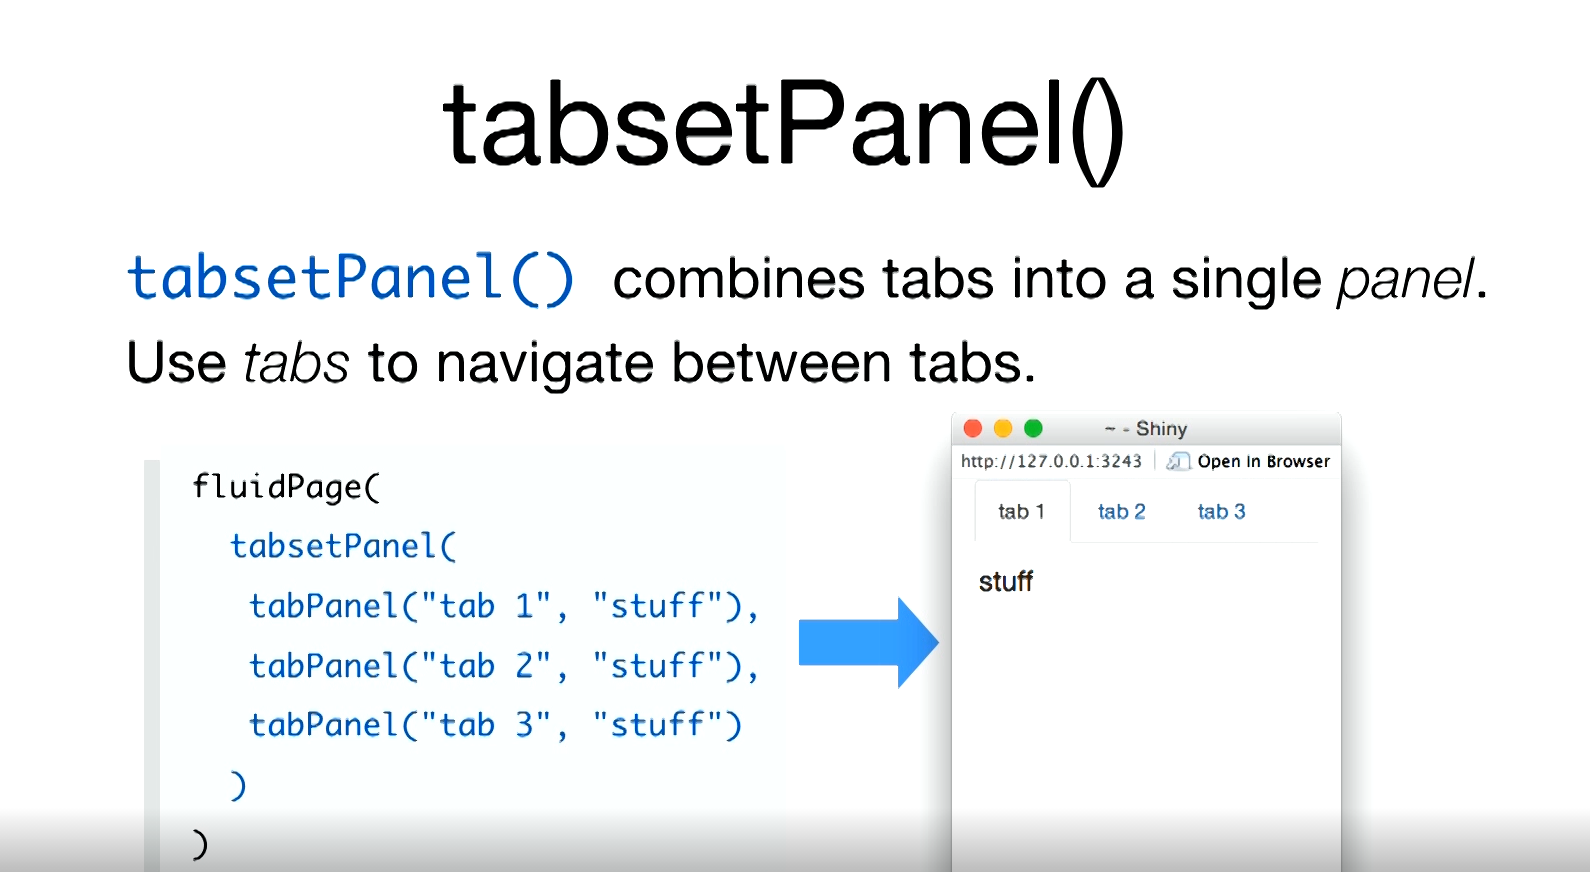 tabsetPanel()
tabsetPanel() combines tabs into a single panel.
Use tabs to navigate between tabs.
fluidPage(
tabsetPanel(
tabPanel("tab 1", "stuff"),
tabPanel("tab 2", "stuff"),
tabPanel("tab 3", "stuff")
)
)
~ - Shiny
http://127.0.0.1:3243 Open in Browser
tab 1 tab 2 tab 3
stuff